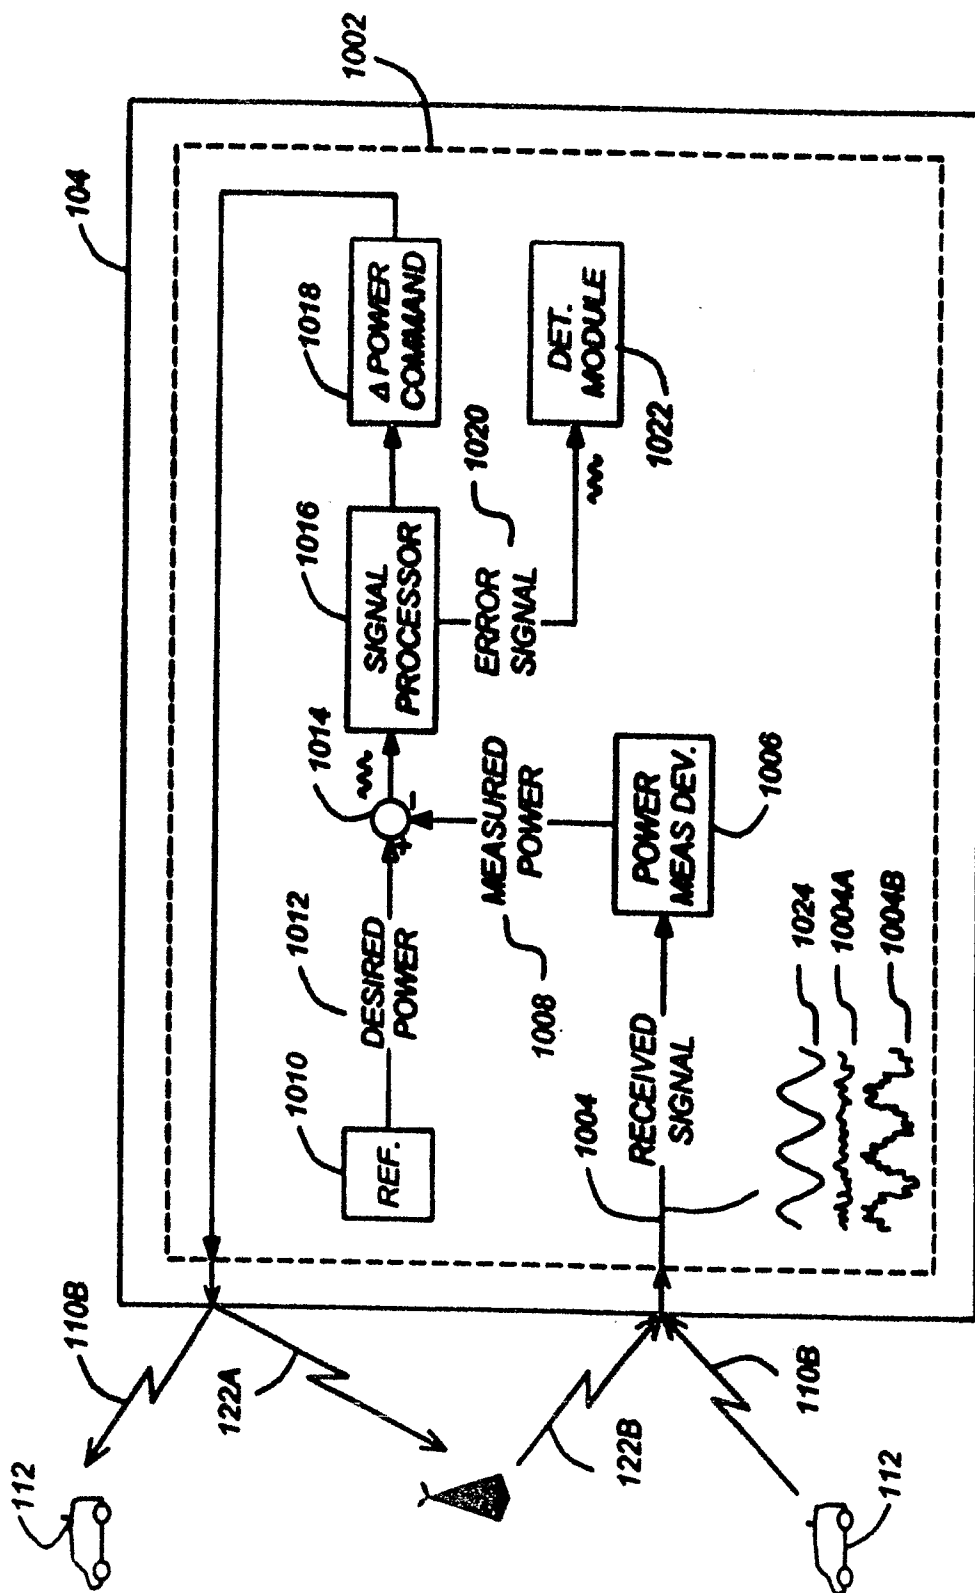 104
1002
112
110B
122A
1018
Δ POWER
COMMAND
1016
SIGNAL
PROCESSOR
1014
+
-
1012
DESIRED
POWER
1010
REF.
1020
ERROR
SIGNAL
DET.
MODULE
1022
MEASURED
POWER
1008
POWER
MEAS DEV.
1006
1004
RECEIVED
SIGNAL
1024
1004A
1004B
122B
110B
112